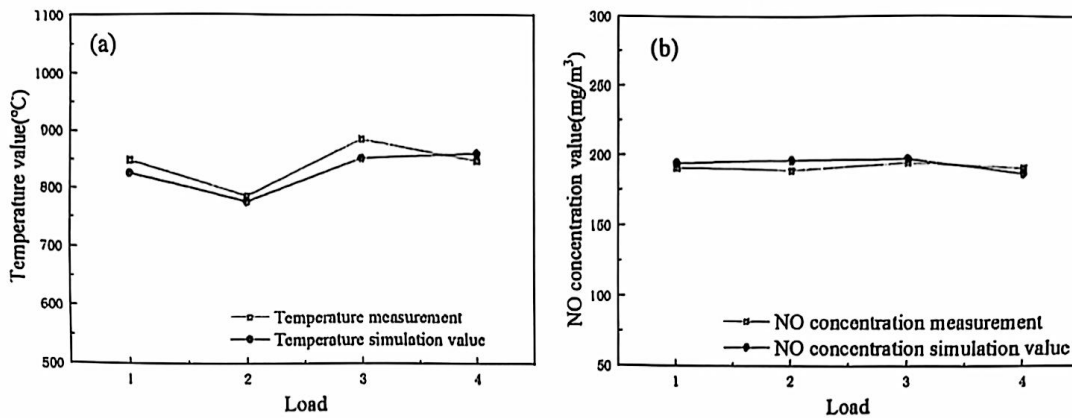 (a)
Temperature value(°C)
1100
1000
900
800
700
600
500
1 2 3 4
Load
Temperature measurement
Temperature simulation value
(b)
NO concentration value(mg/m³)
300
250
200
150
100
50
1 2 3 4
Load
NO concentration measurement
NO concentration simulation value